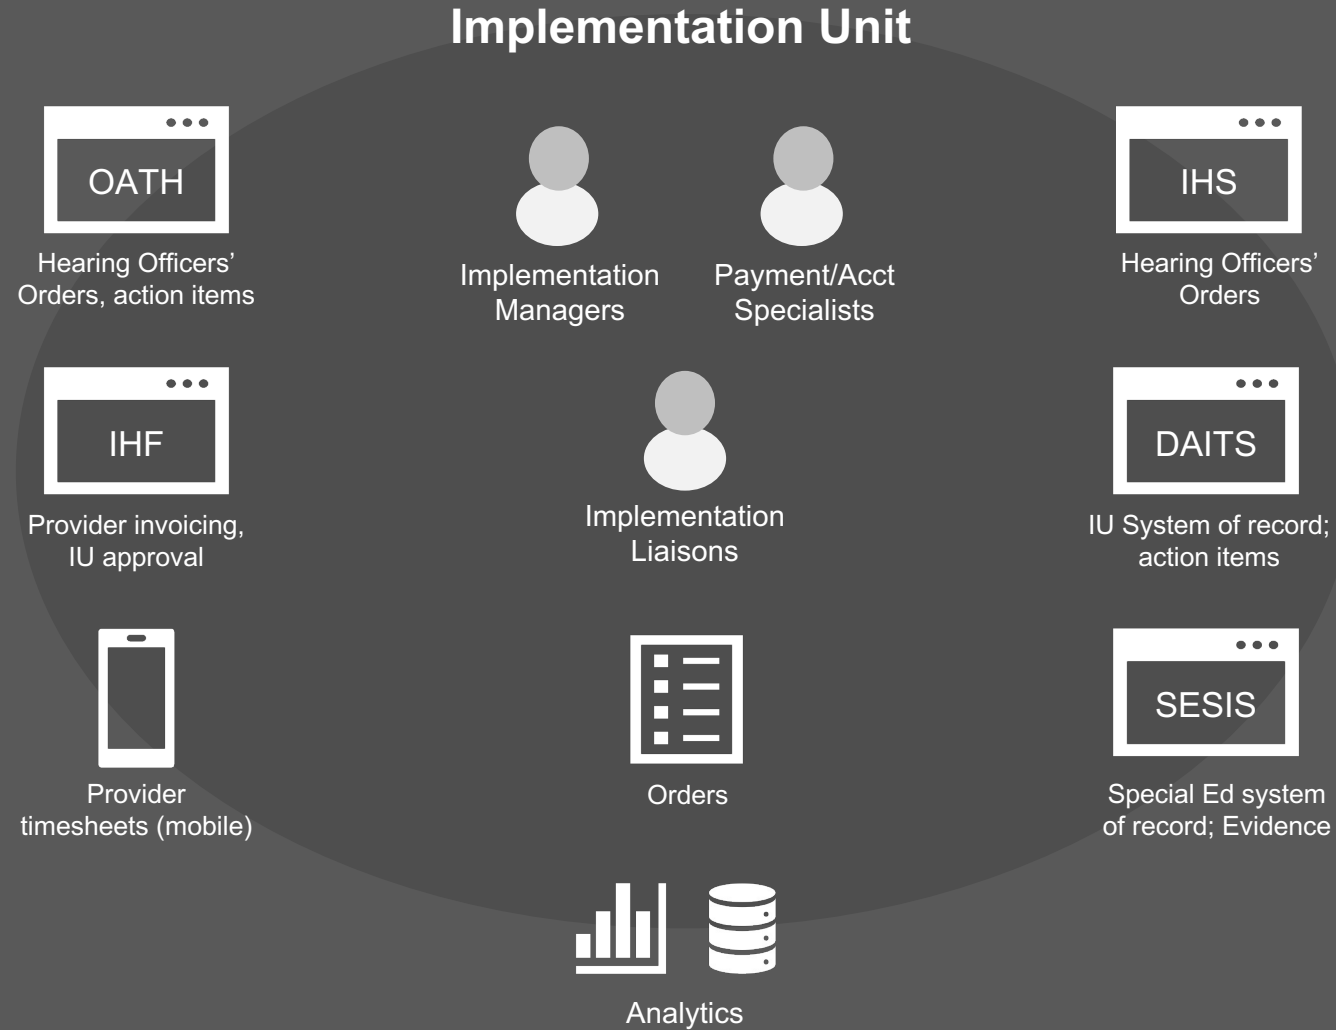 Implementation Unit
OATH
Hearing Officers’
Orders, action items
Implementation
Managers
Payment/Acct
Specialists
IHS
Hearing Officers’
Orders
IHF
Provider invoicing,
IU approval
Implementation
Liaisons
DAITS
IU System of record;
action items
Provider
timesheets (mobile)
Orders
SESIS
Special Ed system
of record; Evidence
Analytics